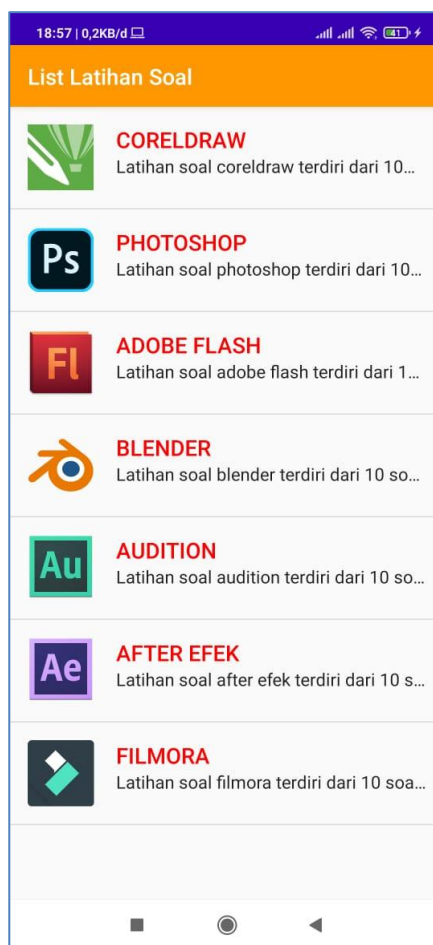 18:57 | 0,2KB/d
41
List Latihan Soal
CORELDRAW
Latihan soal coreldraw terdiri dari 10...
Ps
PHOTOSHOP
Latihan soal photoshop terdiri dari 10...
Fl
ADOBE FLASH
Latihan soal adobe flash terdiri dari 1...
BLENDER
Latihan soal blender terdiri dari 10 so...
Au
AUDITION
Latihan soal audition terdiri dari 10 so...
Ae
AFTER EFEK
Latihan soal after efek terdiri dari 10 s...
FILMORA
Latihan soal filmora terdiri dari 10 soa...